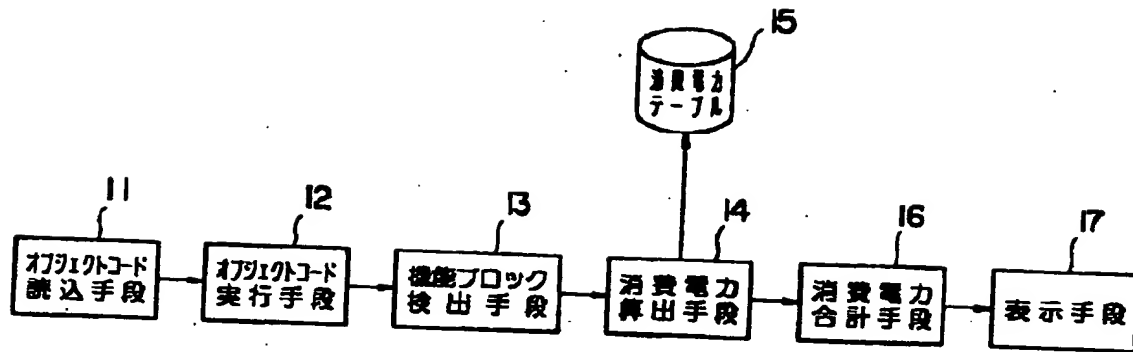 15
消費電力
テーブル
11
オブジェクトコード
読込手段
12
オブジェクトコード
実行手段
13
機能ブロック
検出手段
14
消費電力
算出手段
16
消費電力
合計手段
17
表示手段